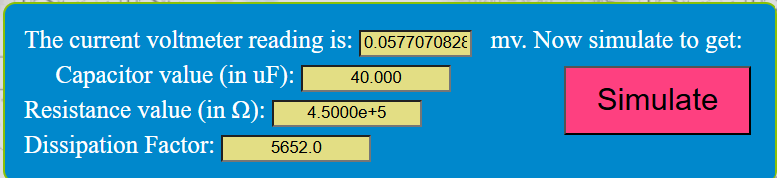 The current voltmeter reading is: 0.0577070828 mv. Now simulate to get:
Capacitor value (in uF): 40.000
Simulate
Resistance value (in Ω): 4.5000e+5
Dissipation Factor: 5652.0